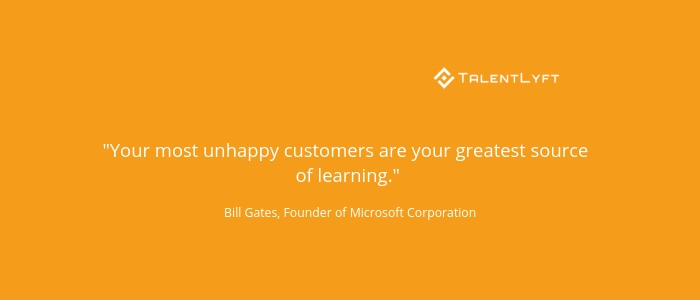 TALENTLYFT
"Your most unhappy customers are your greatest source
of learning."
Bill Gates, Founder of Microsoft Corporation